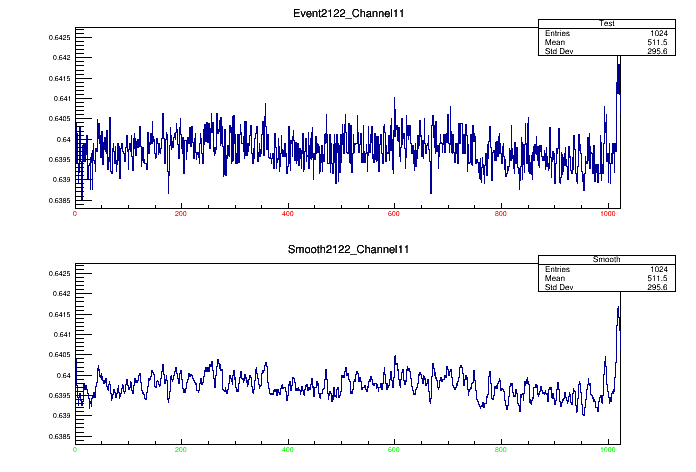 Event2122_Channel11
Test
Entries 1024
Mean 511.5
Std Dev 295.6
0.6425
0.642
0.6415
0.641
0.6405
0.64
0.6395
0.639
0.6385
0 200 400 600 800 1000
Smooth2122_Channel11
Smooth
Entries 1024
Mean 511.5
Std Dev 295.6
0.6425
0.642
0.6415
0.641
0.6405
0.64
0.6395
0.639
0.6385
0 200 400 600 800 1000